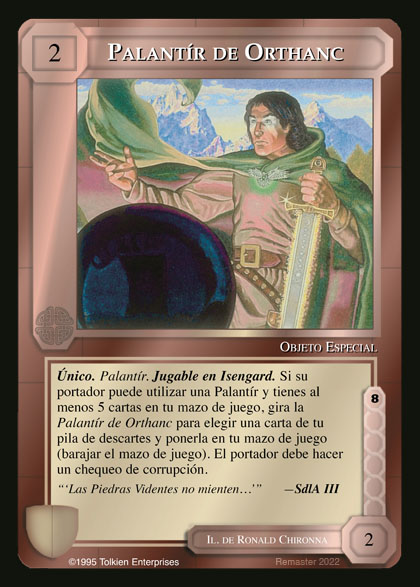 2
PALANTÍR DE ORTHANC
OBJETO ESPECIAL
Único. Palantír. Jugable en Isengard. Si su
portador puede utilizar una Palantír y tienes al
menos 5 cartas en tu mazo de juego, gira la
Palantír de Orthanc para elegir una carta de tu
pila de descartes y ponerla en tu mazo de juego
(barajar el mazo de juego). El portador debe hacer
un chequeo de corrupción.
“‘Las Piedras Videntes no mienten…’” —SdlA III
8
IL. DE RONALD CHIRONNA
2
©1995 Tolkien Enterprises
Remaster 2022